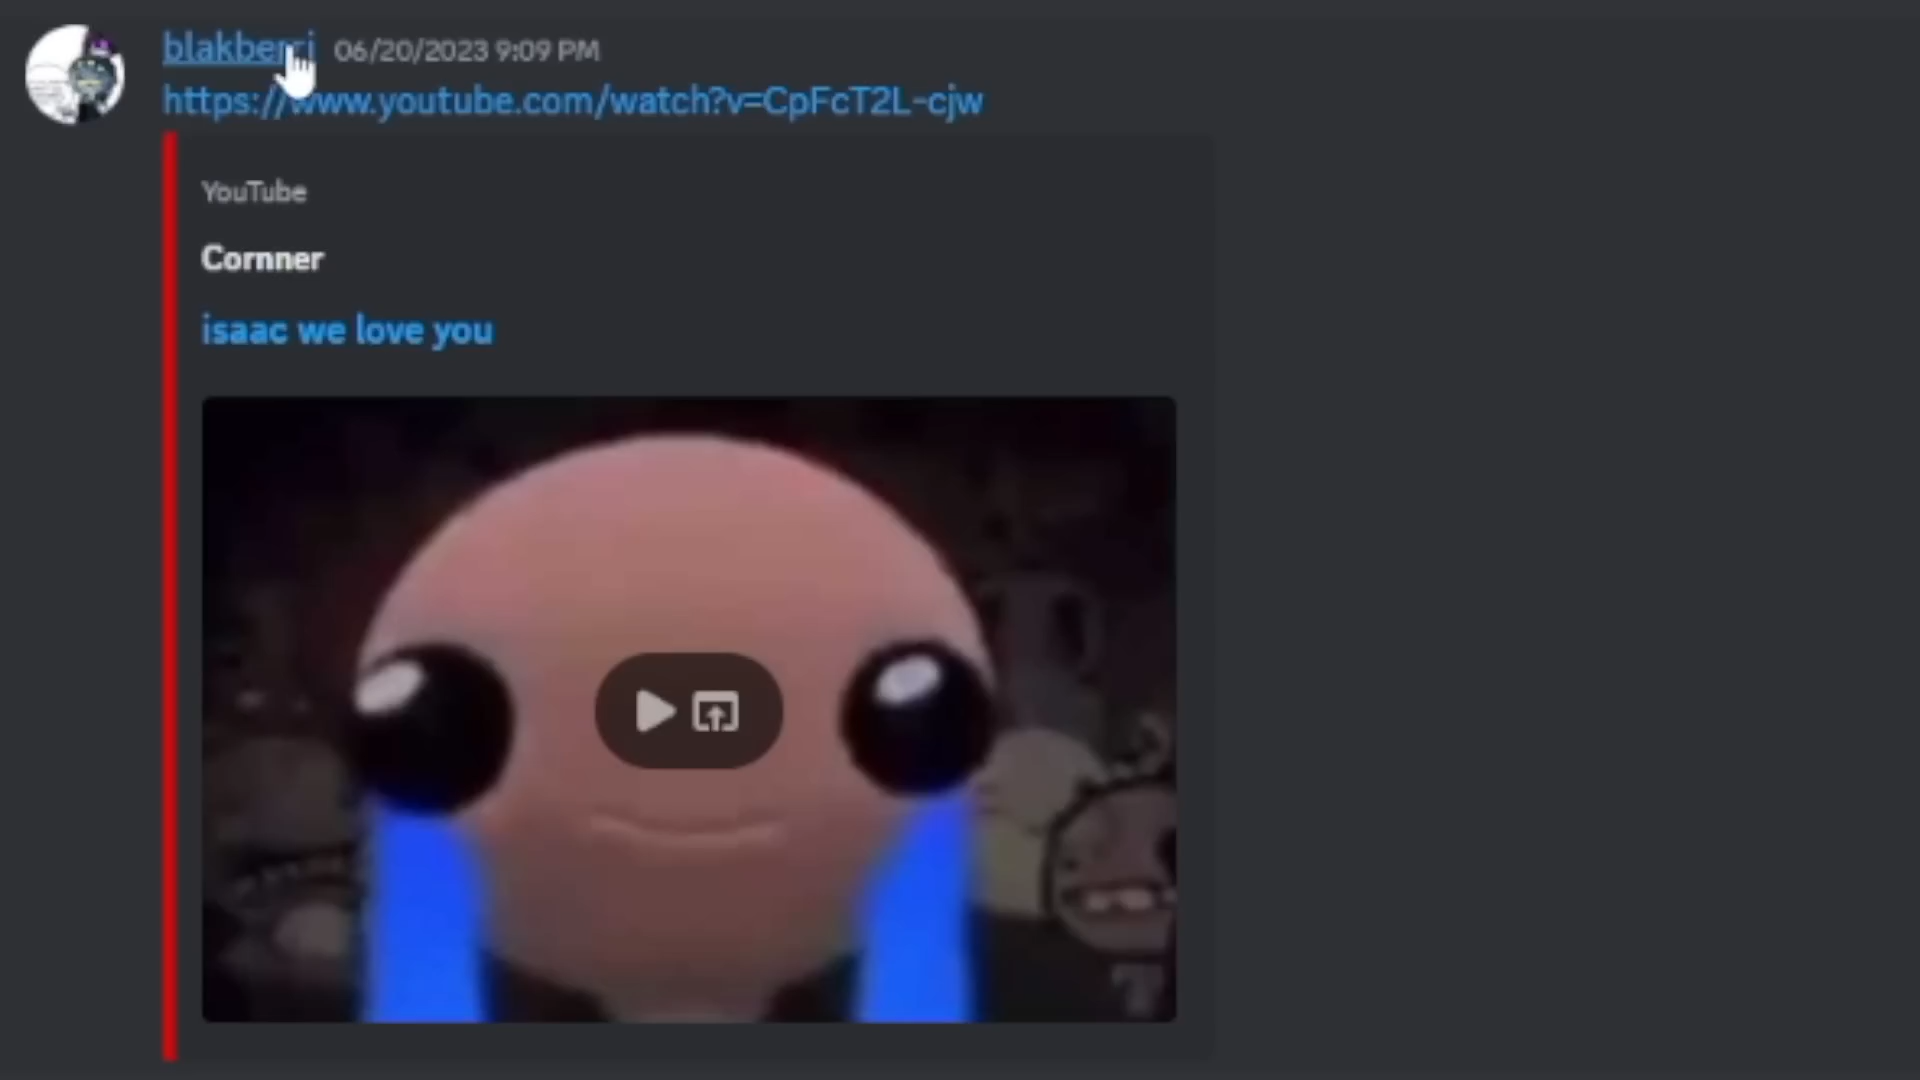 blakberri 06/20/2023 9:09 PM
https://www.youtube.com/watch?v=CpFcT2L-cjw
YouTube
Cornner
isaac we love you